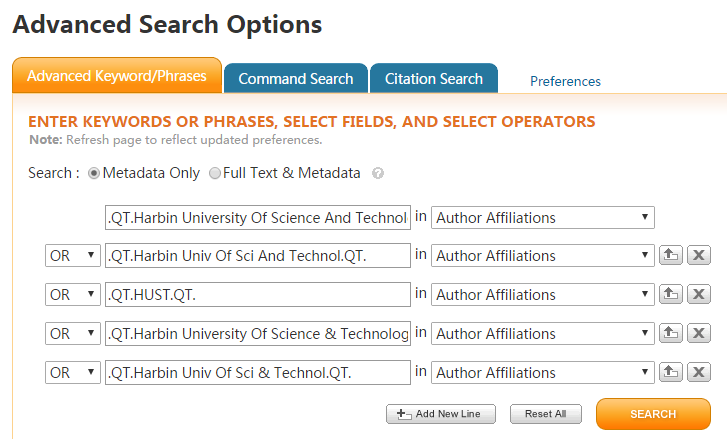 Advanced Search Options
Advanced Keyword/Phrases Command Search Citation Search Preferences
ENTER KEYWORDS OR PHRASES, SELECT FIELDS, AND SELECT OPERATORS
Note: Refresh page to reflect updated preferences.
Search : Metadata Only Full Text & Metadata ?
.QT.Harbin University Of Science And Technol in Author Affiliations
OR .QT.Harbin Univ Of Sci And Technol.QT. in Author Affiliations X
OR .QT.HUST.QT. in Author Affiliations X
OR .QT.Harbin University Of Science & Technolog in Author Affiliations X
OR .QT.Harbin Univ Of Sci & Technol.QT. in Author Affiliations X
Add New Line Reset All SEARCH